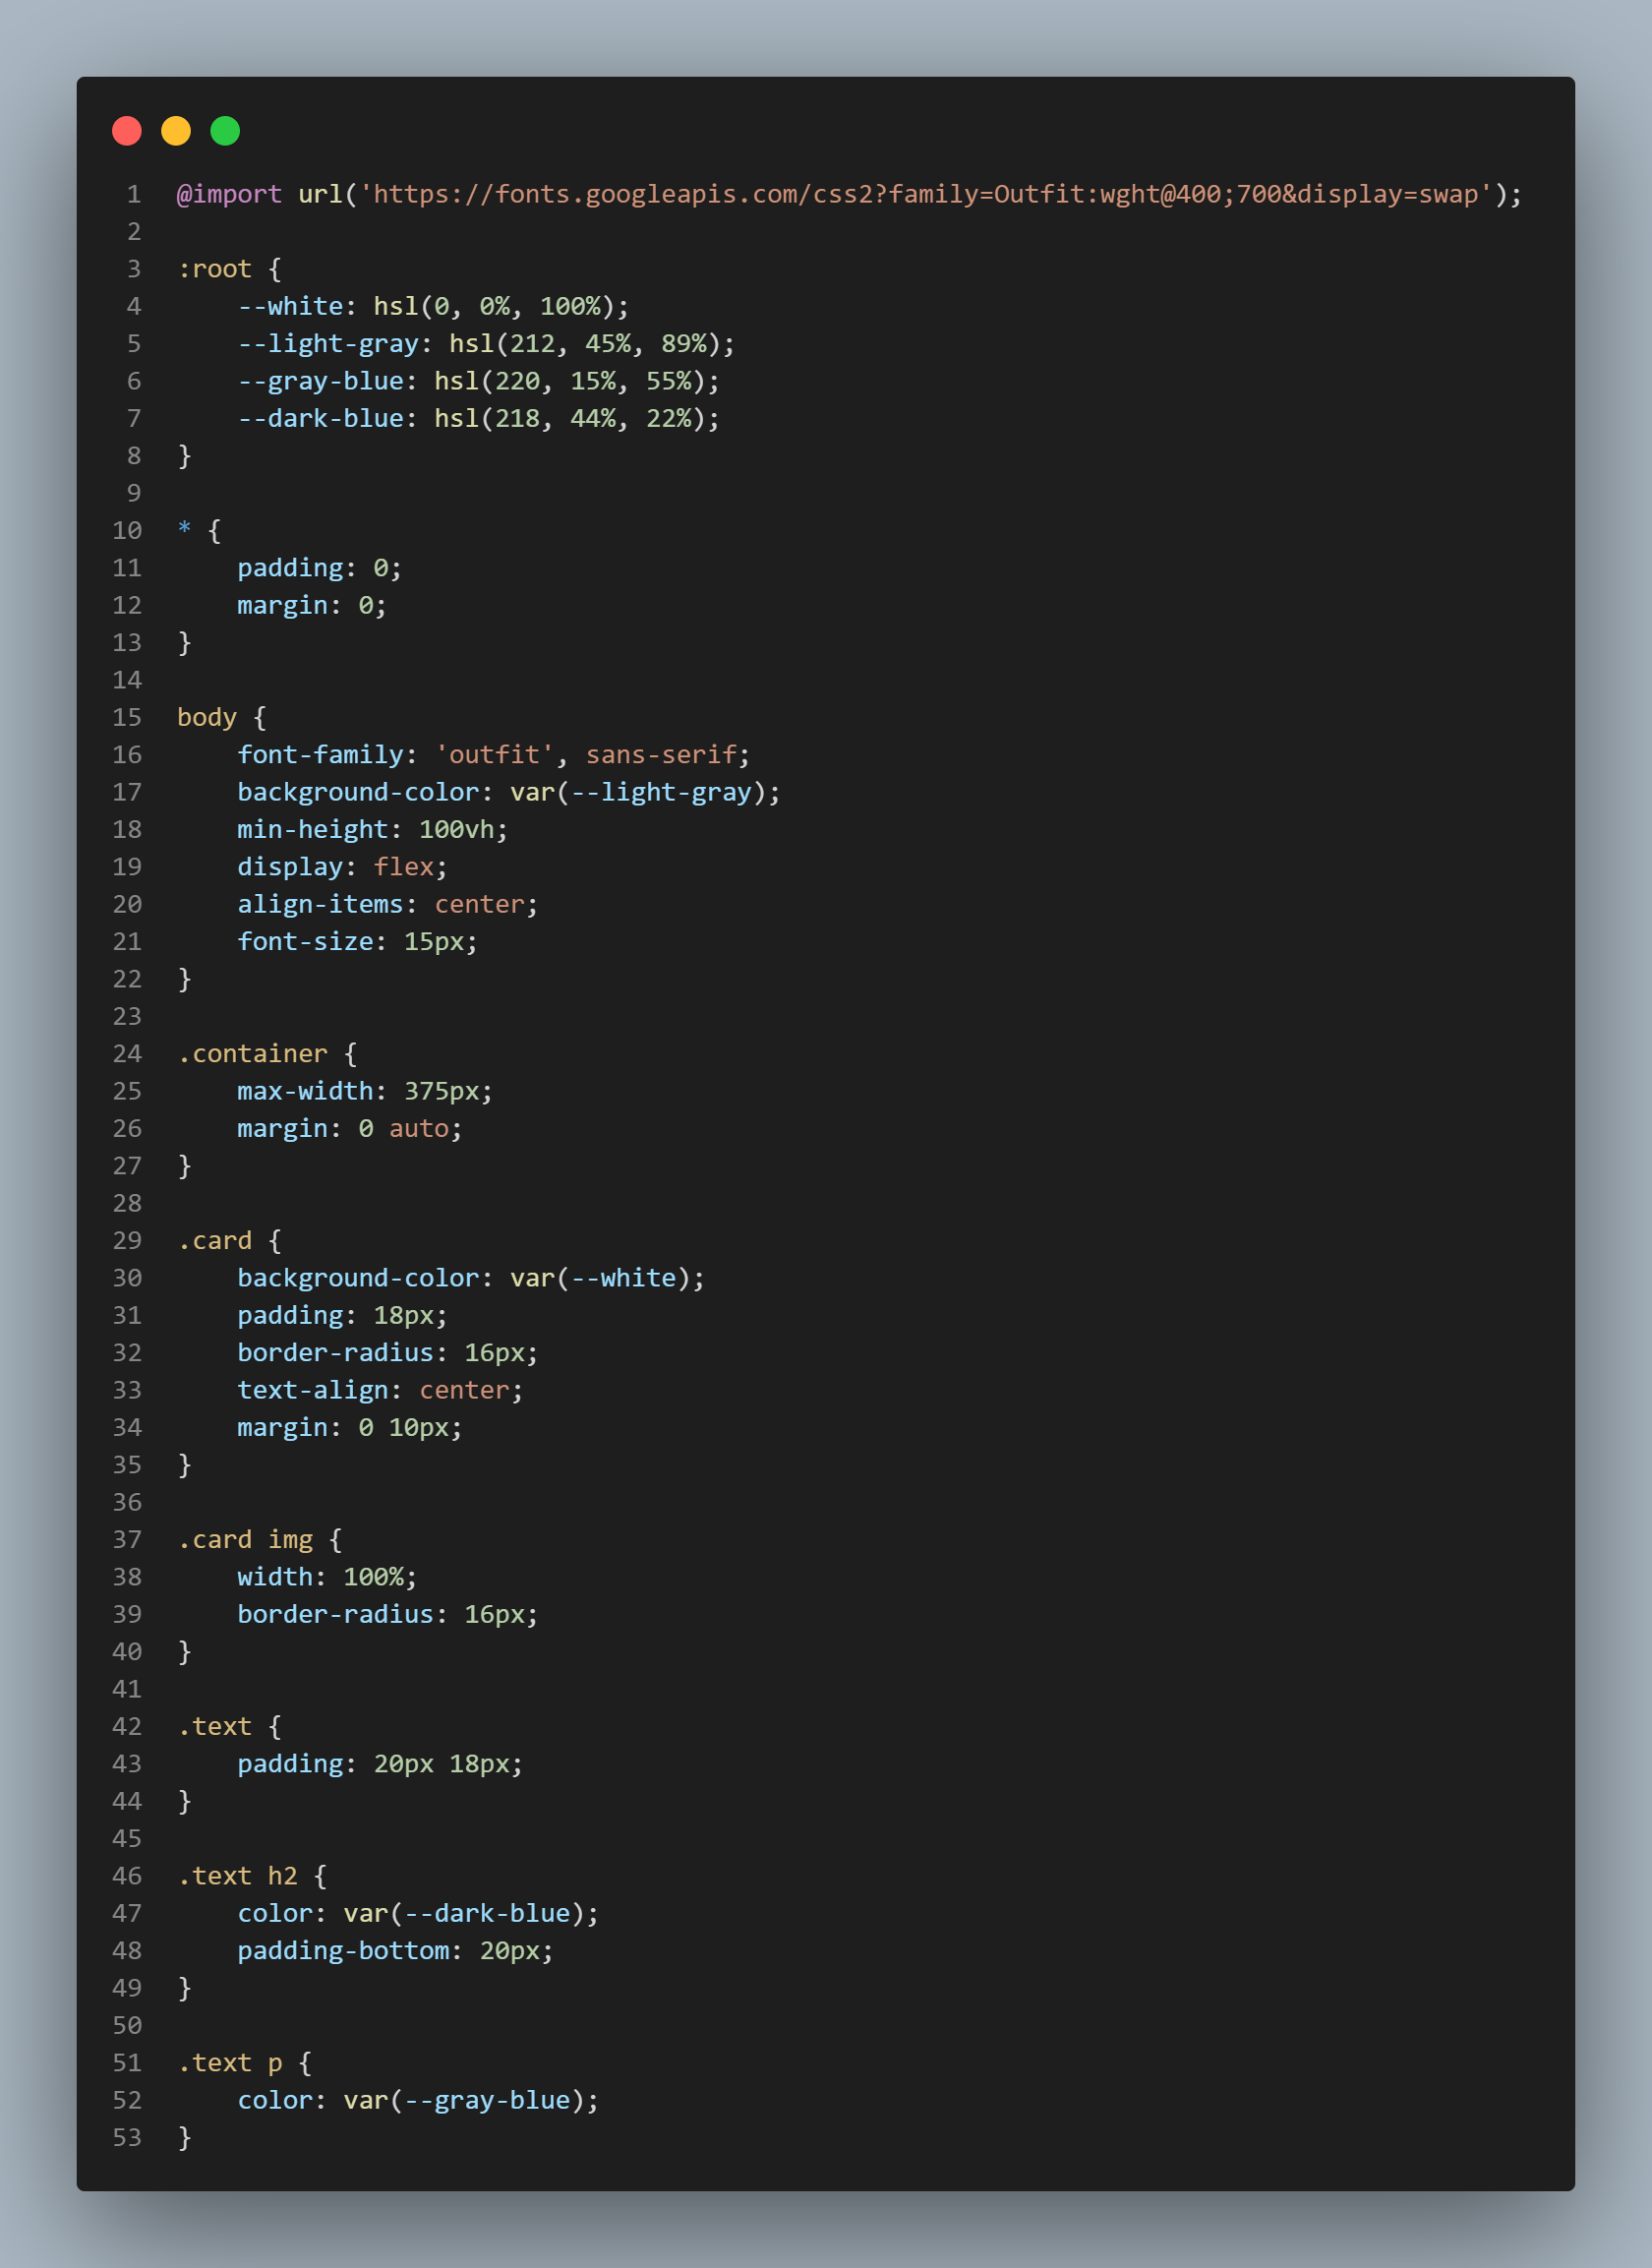 1 @import url('https://fonts.googleapis.com/css2?family=Outfit:wght@400;700&display=swap');
2
3 :root {
4     --white: hsl(0, 0%, 100%);
5     --light-gray: hsl(212, 45%, 89%);
6     --gray-blue: hsl(220, 15%, 55%);
7     --dark-blue: hsl(218, 44%, 22%);
8 }
9
10 * {
11     padding: 0;
12     margin: 0;
13 }
14
15 body {
16     font-family: 'outfit', sans-serif;
17     background-color: var(--light-gray);
18     min-height: 100vh;
19     display: flex;
20     align-items: center;
21     font-size: 15px;
22 }
23
24 .container {
25     max-width: 375px;
26     margin: 0 auto;
27 }
28
29 .card {
30     background-color: var(--white);
31     padding: 18px;
32     border-radius: 16px;
33     text-align: center;
34     margin: 0 10px;
35 }
36
37 .card img {
38     width: 100%;
39     border-radius: 16px;
40 }
41
42 .text {
43     padding: 20px 18px;
44 }
45
46 .text h2 {
47     color: var(--dark-blue);
48     padding-bottom: 20px;
49 }
50
51 .text p {
52     color: var(--gray-blue);
53 }